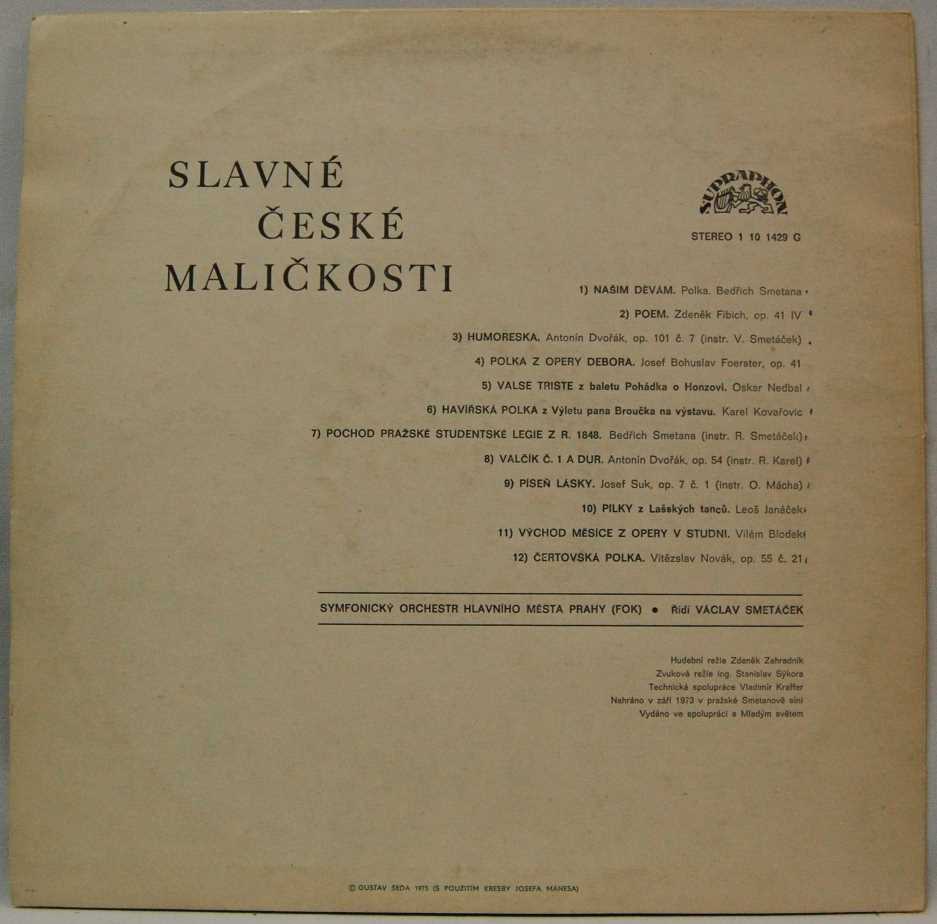 SLAVNÉ
ČESKÉ
MALIČKOSTI
SUPRAPHON
STEREO 1 10 1429 G
1) NAŠIM DĚVÁM. Polka. Bedřich Smetana
2) POEM. Zdeněk Fibich, op. 41 IV
3) HUMORESKA. Antonín Dvořák, op. 101 č. 7 (instr. V. Smetáček)
4) POLKA Z OPERY DEBORA. Josef Bohuslav Foerster, op. 41
5) VALSE TRISTE z baletu Pohádka o Honzovi. Oskar Nedbal
6) HAVÍŘSKÁ POLKA z Výletu pana Broučka na výstavu. Karel Kovařovic
7) POCHOD PRAŽSKÉ STUDENTSKÉ LEGIE Z R. 1848. Bedřich Smetana (instr. R. Smetáček)
8) VALČÍK Č. 1 A DUR. Antonín Dvořák, op. 54 (instr. R. Karel)
9) PÍSEŇ LÁSKY. Josef Suk, op. 7 č. 1 (instr. O. Mácha)
10) PILKY z Lašských tanců. Leoš Janáček
11) VÝCHOD MĚSÍCE Z OPERY V STUDNI. Vilém Blodek
12) ČERTOVSKÁ POLKA. Vítězslav Novák, op. 55 č. 21
SYMFONICKÝ ORCHESTR HLAVNÍHO MĚSTA PRAHY (FOK) ● Řídí VÁCLAV SMETÁČEK
Hudební režie Zdeněk Zahradník
Zvuková režie ing. Stanislav Sýkora
Technická spolupráce Vladimír Kraffer
Nahráno v září 1973 v pražské Smetanově síni
Vydáno ve spolupráci s Mladým světem
© GUSTAV ŠEDA 1975 (S POUŽITÍM KRESBY JOSEFA MÁNESA)